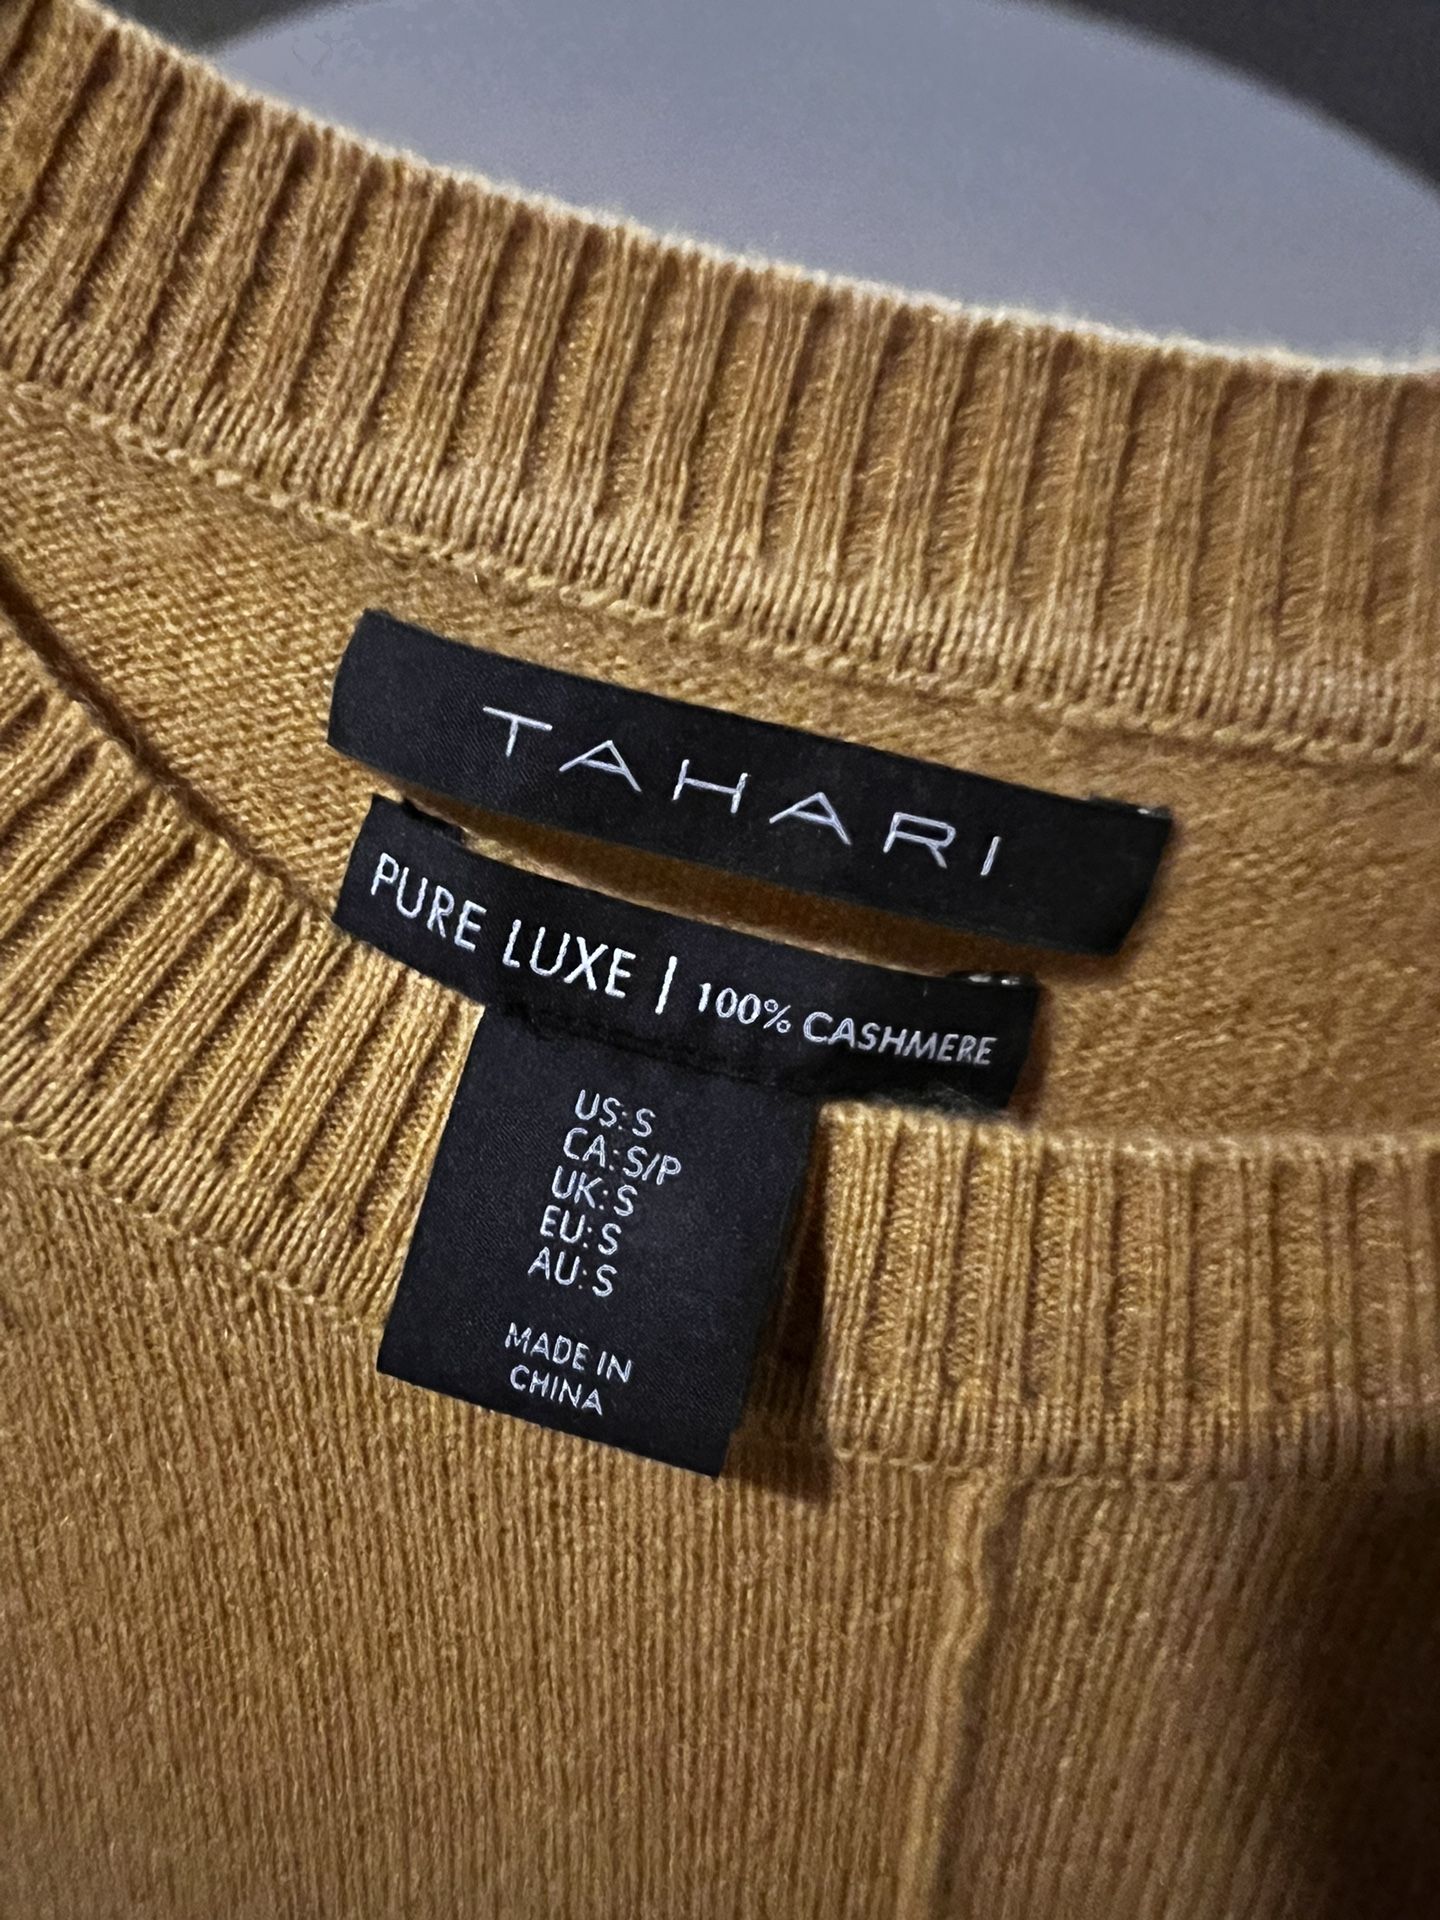 TAHARI
PURE LUXE | 100% CASHMERE
US: S
CA: S/P
UK: S
EU: S
AU: S
MADE IN
CHINA